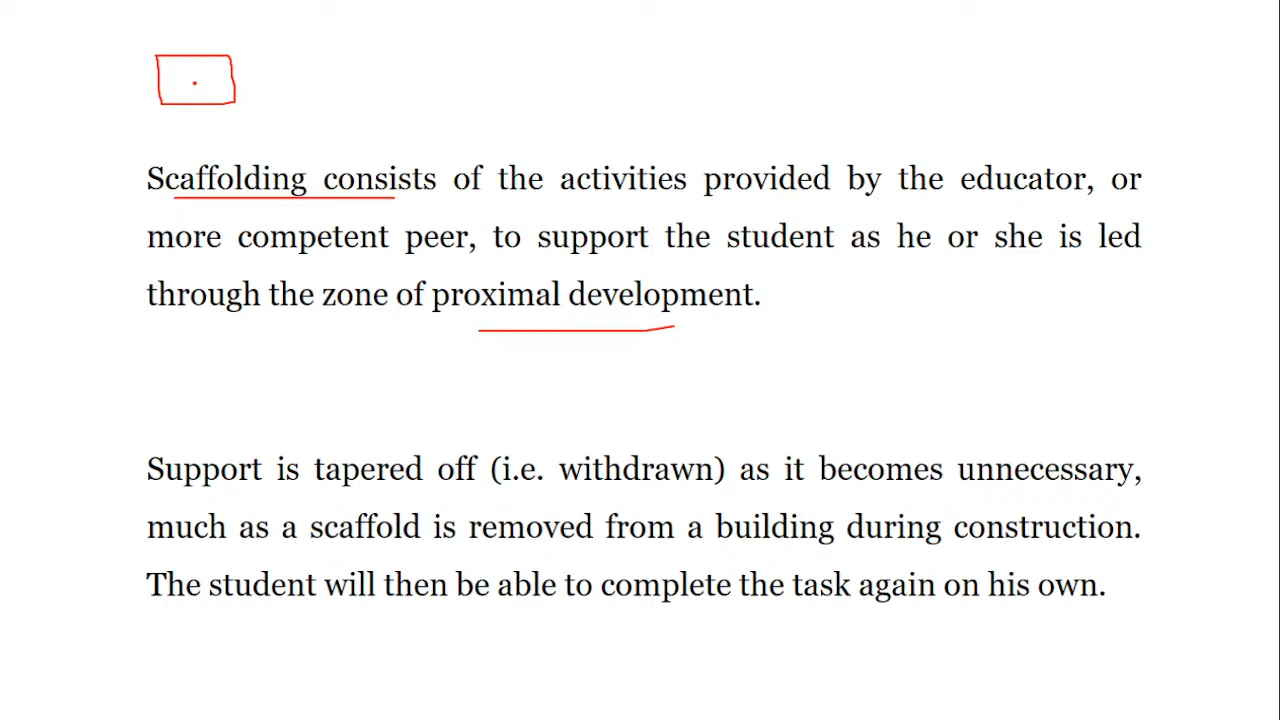 Scaffolding consists of the activities provided by the educator, or
more competent peer, to support the student as he or she is led
through the zone of proximal development.
Support is tapered off (i.e. withdrawn) as it becomes unnecessary,
much as a scaffold is removed from a building during construction.
The student will then be able to complete the task again on his own.